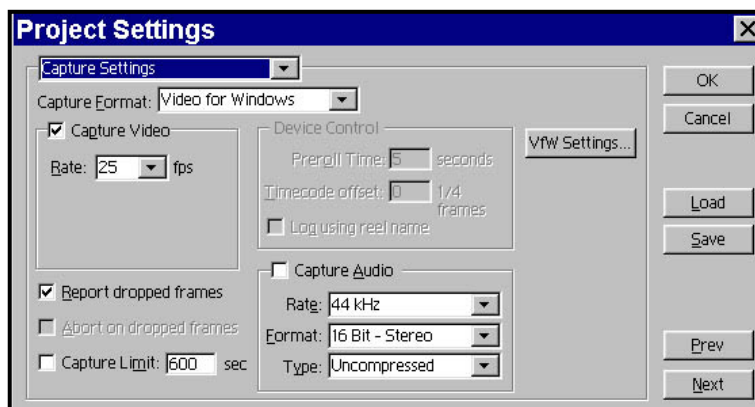 Project Settings
Capture Settings
Capture Format: Video for Windows
Capture Video
Rate: 25 fps
Device Control
Preroll Time: 5 seconds
Timecode offset: 0 1/4 frames
Log using reel name
VfW Settings...
Report dropped frames
Abort on dropped frames
Capture Limit: 600 sec
Capture Audio
Rate: 44 kHz
Format: 16 Bit - Stereo
Type: Uncompressed
OK
Cancel
Load
Save
Prev
Next